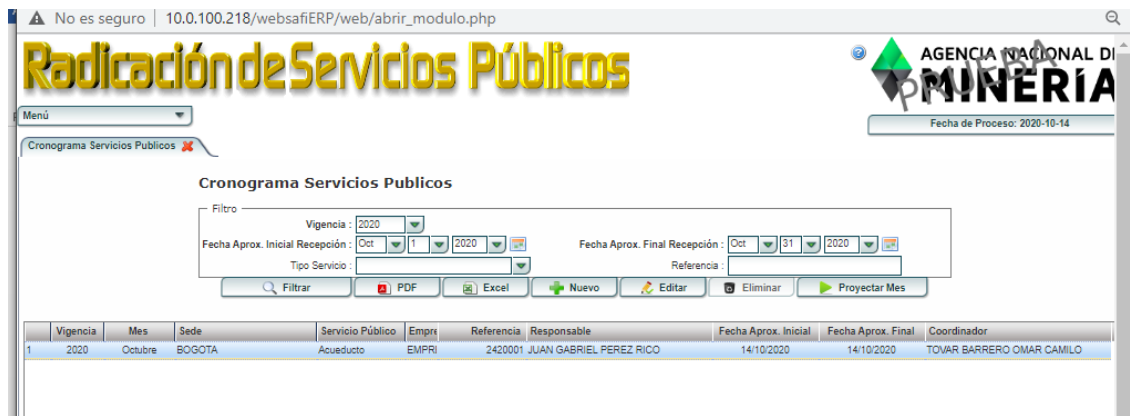 No es seguro | 10.0.100.218/websafiERP/web/abrir_modulo.php
Radicación de Servicios Públicos
AGENCIA NACIONAL DE
MINERÍA
PRUEBA
Menú
Fecha de Proceso: 2020-10-14
Cronograma Servicios Publicos
Cronograma Servicios Publicos
Filtro
Vigencia : 2020
Fecha Aprox. Inicial Recepción : Oct 1 2020 Fecha Aprox. Final Recepción : Oct 31 2020
Tipo Servicio : Referencia :
Filtrar PDF Excel Nuevo Editar Eliminar Proyectar Mes
Vigencia Mes Sede Servicio Público Empre Referencia Responsable Fecha Aprox. Inicial Fecha Aprox. Final Coordinador
1 2020 Octubre BOGOTA Acueducto EMPRI 2420001 JUAN GABRIEL PEREZ RICO 14/10/2020 14/10/2020 TOVAR BARRERO OMAR CAMILO